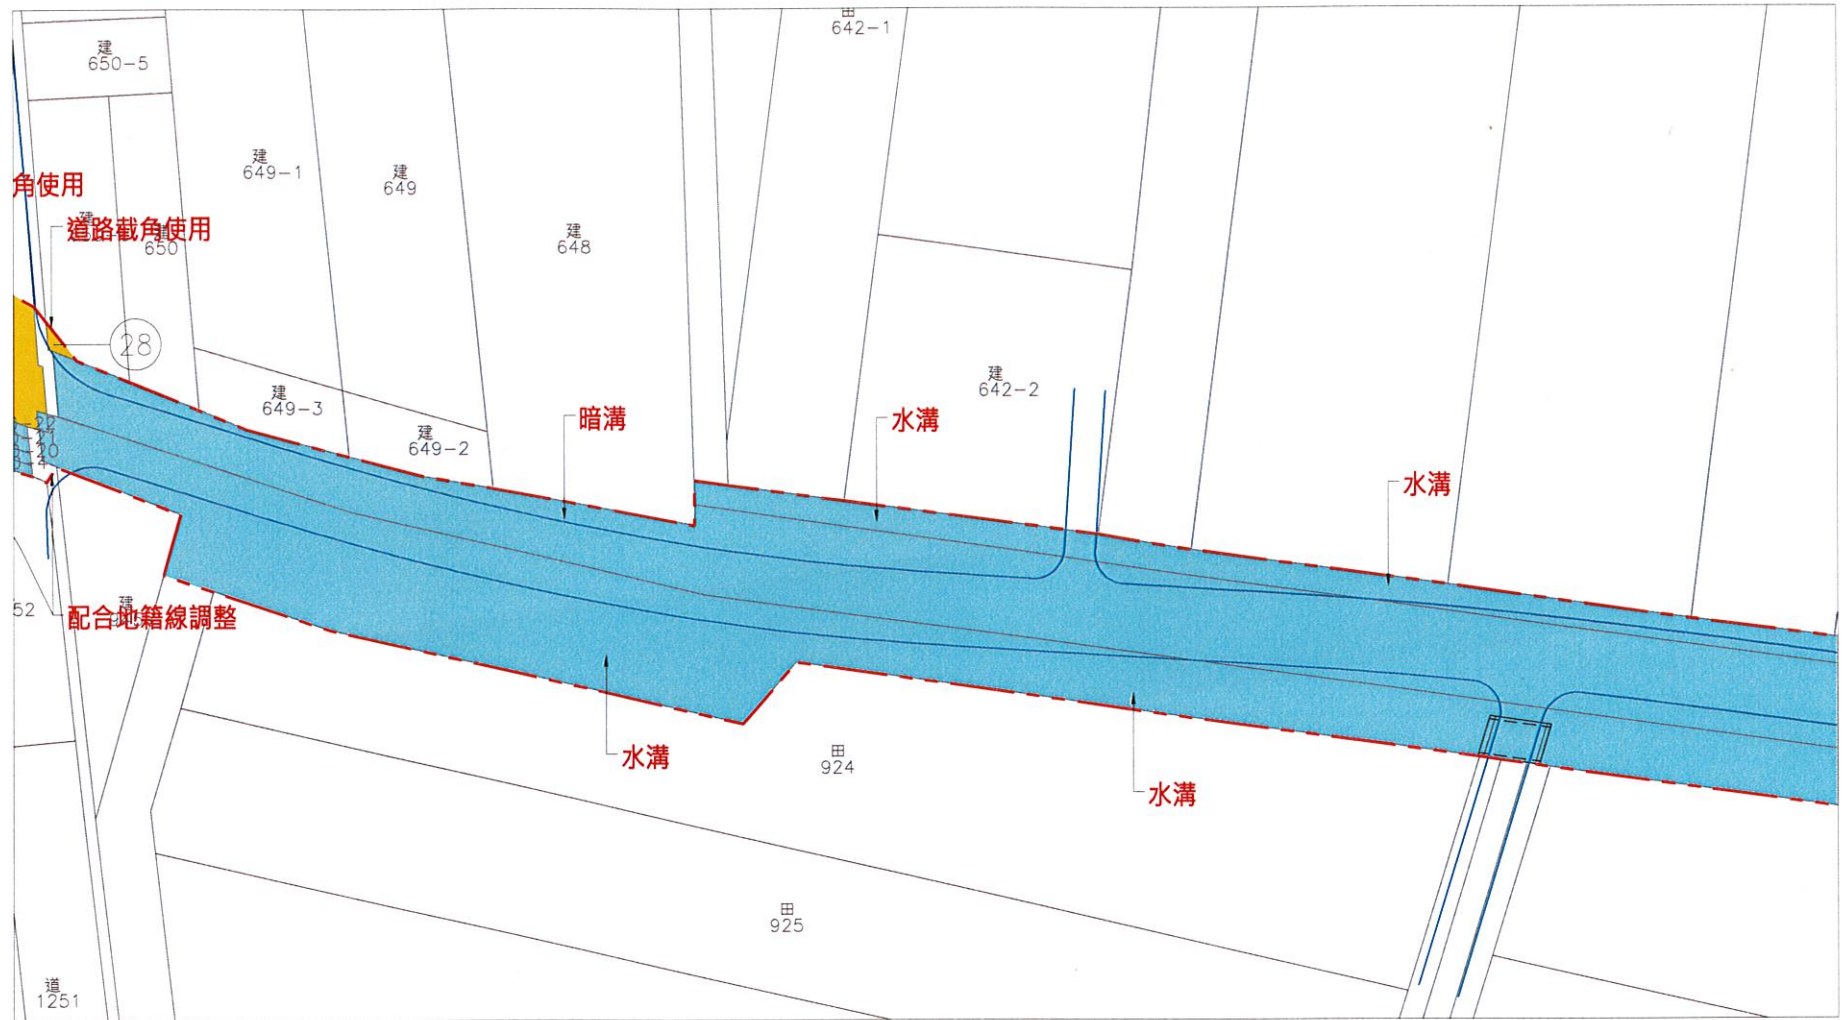 田
642-1
建
650-5
建
649-1
建
649
角使用
道路截角使用
建
650
建
648
28
建
649-3
建
649-2
建
642-2
暗溝
水溝
水溝
22
21
20
52
建
配合地籍線調整
水溝
田
924
水溝
田
925
道
1251